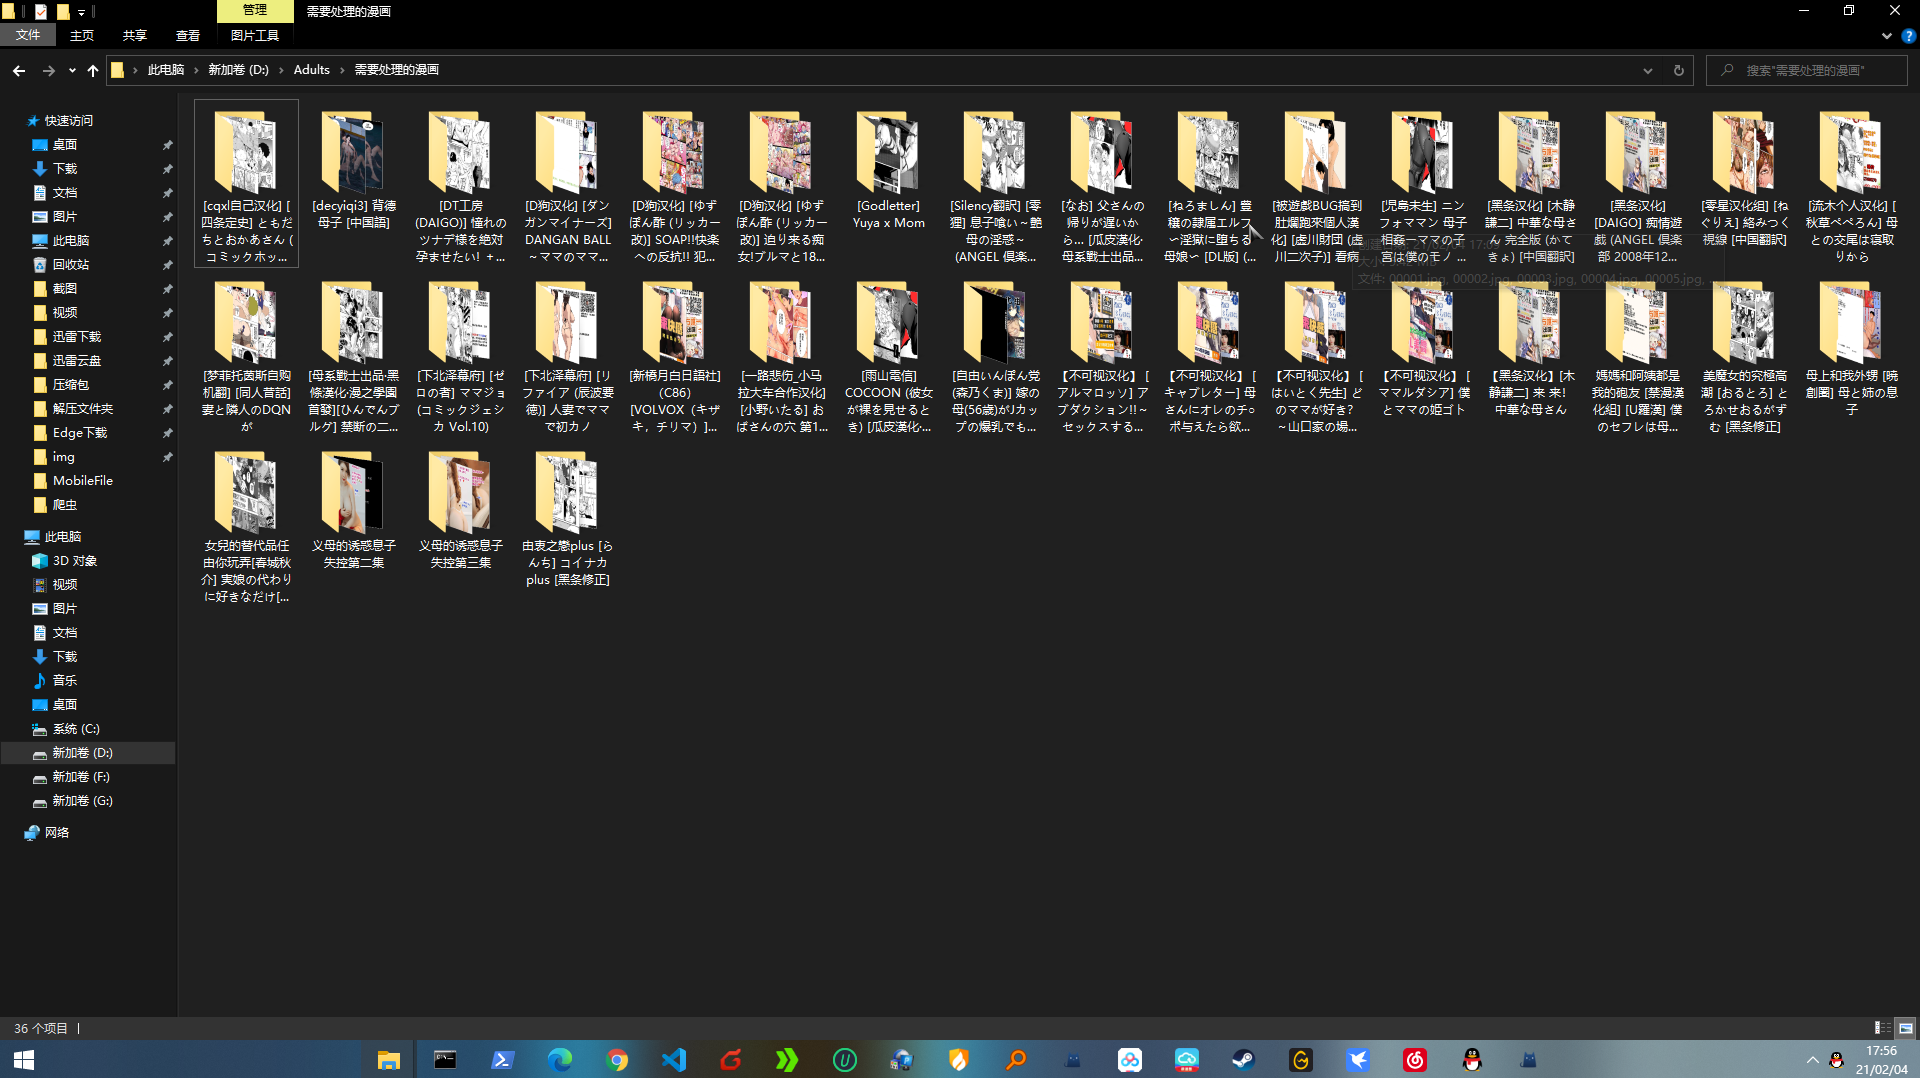 管理
需要处理的漫画
文件
主页
共享
查看
图片工具
此电脑 › 新加卷 (D:) › Adults › 需要处理的漫画
搜索"需要处理的漫画"
快速访问
桌面
下载
文档
图片
此电脑
回收站
截图
视频
迅雷下载
迅雷云盘
压缩包
解压文件夹
Edge下载
img
MobileFile
爬虫
此电脑
3D 对象
视频
图片
文档
下载
音乐
桌面
系统 (C:)
新加卷 (D:)
新加卷 (F:)
新加卷 (G:)
网络
[cqxl自己汉化] [
四条定史] ともだ
ちとおかあさん (
コミックホッ...
[decyiqi3] 背德
母子 [中国語]
[DT工房
(DAIGO)] 憧れの
ツナデ様を絶対
孕ませたい! + ...
[D狗汉化] [ダン
ガンマイナーズ]
DANGAN BALL
～ママのママ...
[D狗汉化] [ゆず
ぽん酢 (リッカー
改)] SOAP!!快楽
への反抗!! 犯...
[D狗汉化] [ゆず
ぽん酢 (リッカー
改)] 迫り来る痴
女!ブルマと18...
[Godletter]
Yuya x Mom
[Silency翻訳] [零
狸] 息子喰い～艶
母の淫惑～
(ANGEL 倶楽...
[なお] 父さんの
帰りが遅いか
ら... [瓜皮漢化·
母系戰士出品...
[ねろましん] 豊
穣の隷属エルフ
～淫獄に堕ちる
母娘～ [DL版] (...
[被遊戲BUG搞到
肚爛跑來個人漢
化] [虚川財団 (虚
川二次子)] 看病
[児島未生] ニン
フォママン 母子
相姦－ママの子
宮は僕のモノ ...
[黑条汉化] [木静
謙二] 中華な母さ
ん 完全版 (かて
きょ) [中国翻訳]
[黑条汉化]
[DAIGO] 痴情遊
戯 (ANGEL 倶楽
部 2008年12...
[零星汉化组] [ね
ぐりえ] 絡みつく
視線 [中国翻訳]
[流木个人汉化] [
秋草ぺぺろん] 母
との交尾は寝取
りから
21/02/04 17:09
文件: 00001.jpg, 00002.jpg, 00003.jpg, 00004.jpg, 00005.jpg, ...
[梦菲托茵斯自购
机翻] [同人昔話]
妻と隣人のDQN
が
[母系戰士出品·黑
條漢化·漫之學園
首發][ひんでんブ
ルグ] 禁断の二...
[下北泽幕府] [ゼ
ロの者] ママジョ
(コミックジェシ
カ Vol.10)
[下北泽幕府] [リ
ファイア (辰波要
徳)] 人妻でママ
で初カノ
[新橋月白日語社]
(C86)
[VOLVOX（キザ
キ，チリマ）]...
[一路悲伤_小马
拉大车合作汉化]
[小野いたる] お
ばさんの穴 第1...
[雨山電信]
COCOON (彼女
が裸を見せると
き) [瓜皮漢化·...
[自由いんぽん党
(森乃くま)] 嫁の
母(56歳)がJカッ
プの爆乳でも...
【不可视汉化】 [
アルマロッソ] ア
ブダクション!!～
セックスする...
【不可视汉化】 [
キャプレター] 母
さんにオレのチ○
ポ与えたら欲...
【不可视汉化】 [
はいとく先生] ど
のママが好き?
～山口家の場...
【不可视汉化】 [
ママルダシア] 僕
とママの姫ゴト
【黑条汉化】[木
静謙二] 来 来!
中華な母さん
媽媽和阿姨都是
我的砲友 [禁漫漢
化組] [U羅漢] 僕
のセフレは母...
美魔女的究極高
潮 [おるとろ] と
ろかせおるがず
む [黑条修正]
母上和我外甥 [曉
創圏] 母と姉の息
子
女兒的替代品任
由你玩弄[春城秋
介] 実娘の代わり
に好きなだけ[...
义母的诱惑息子
失控第二集
义母的诱惑息子
失控第三集
由衷之戀plus [ら
んち] コイナカ
plus [黑条修正]
36 个项目
17:56
21/02/04